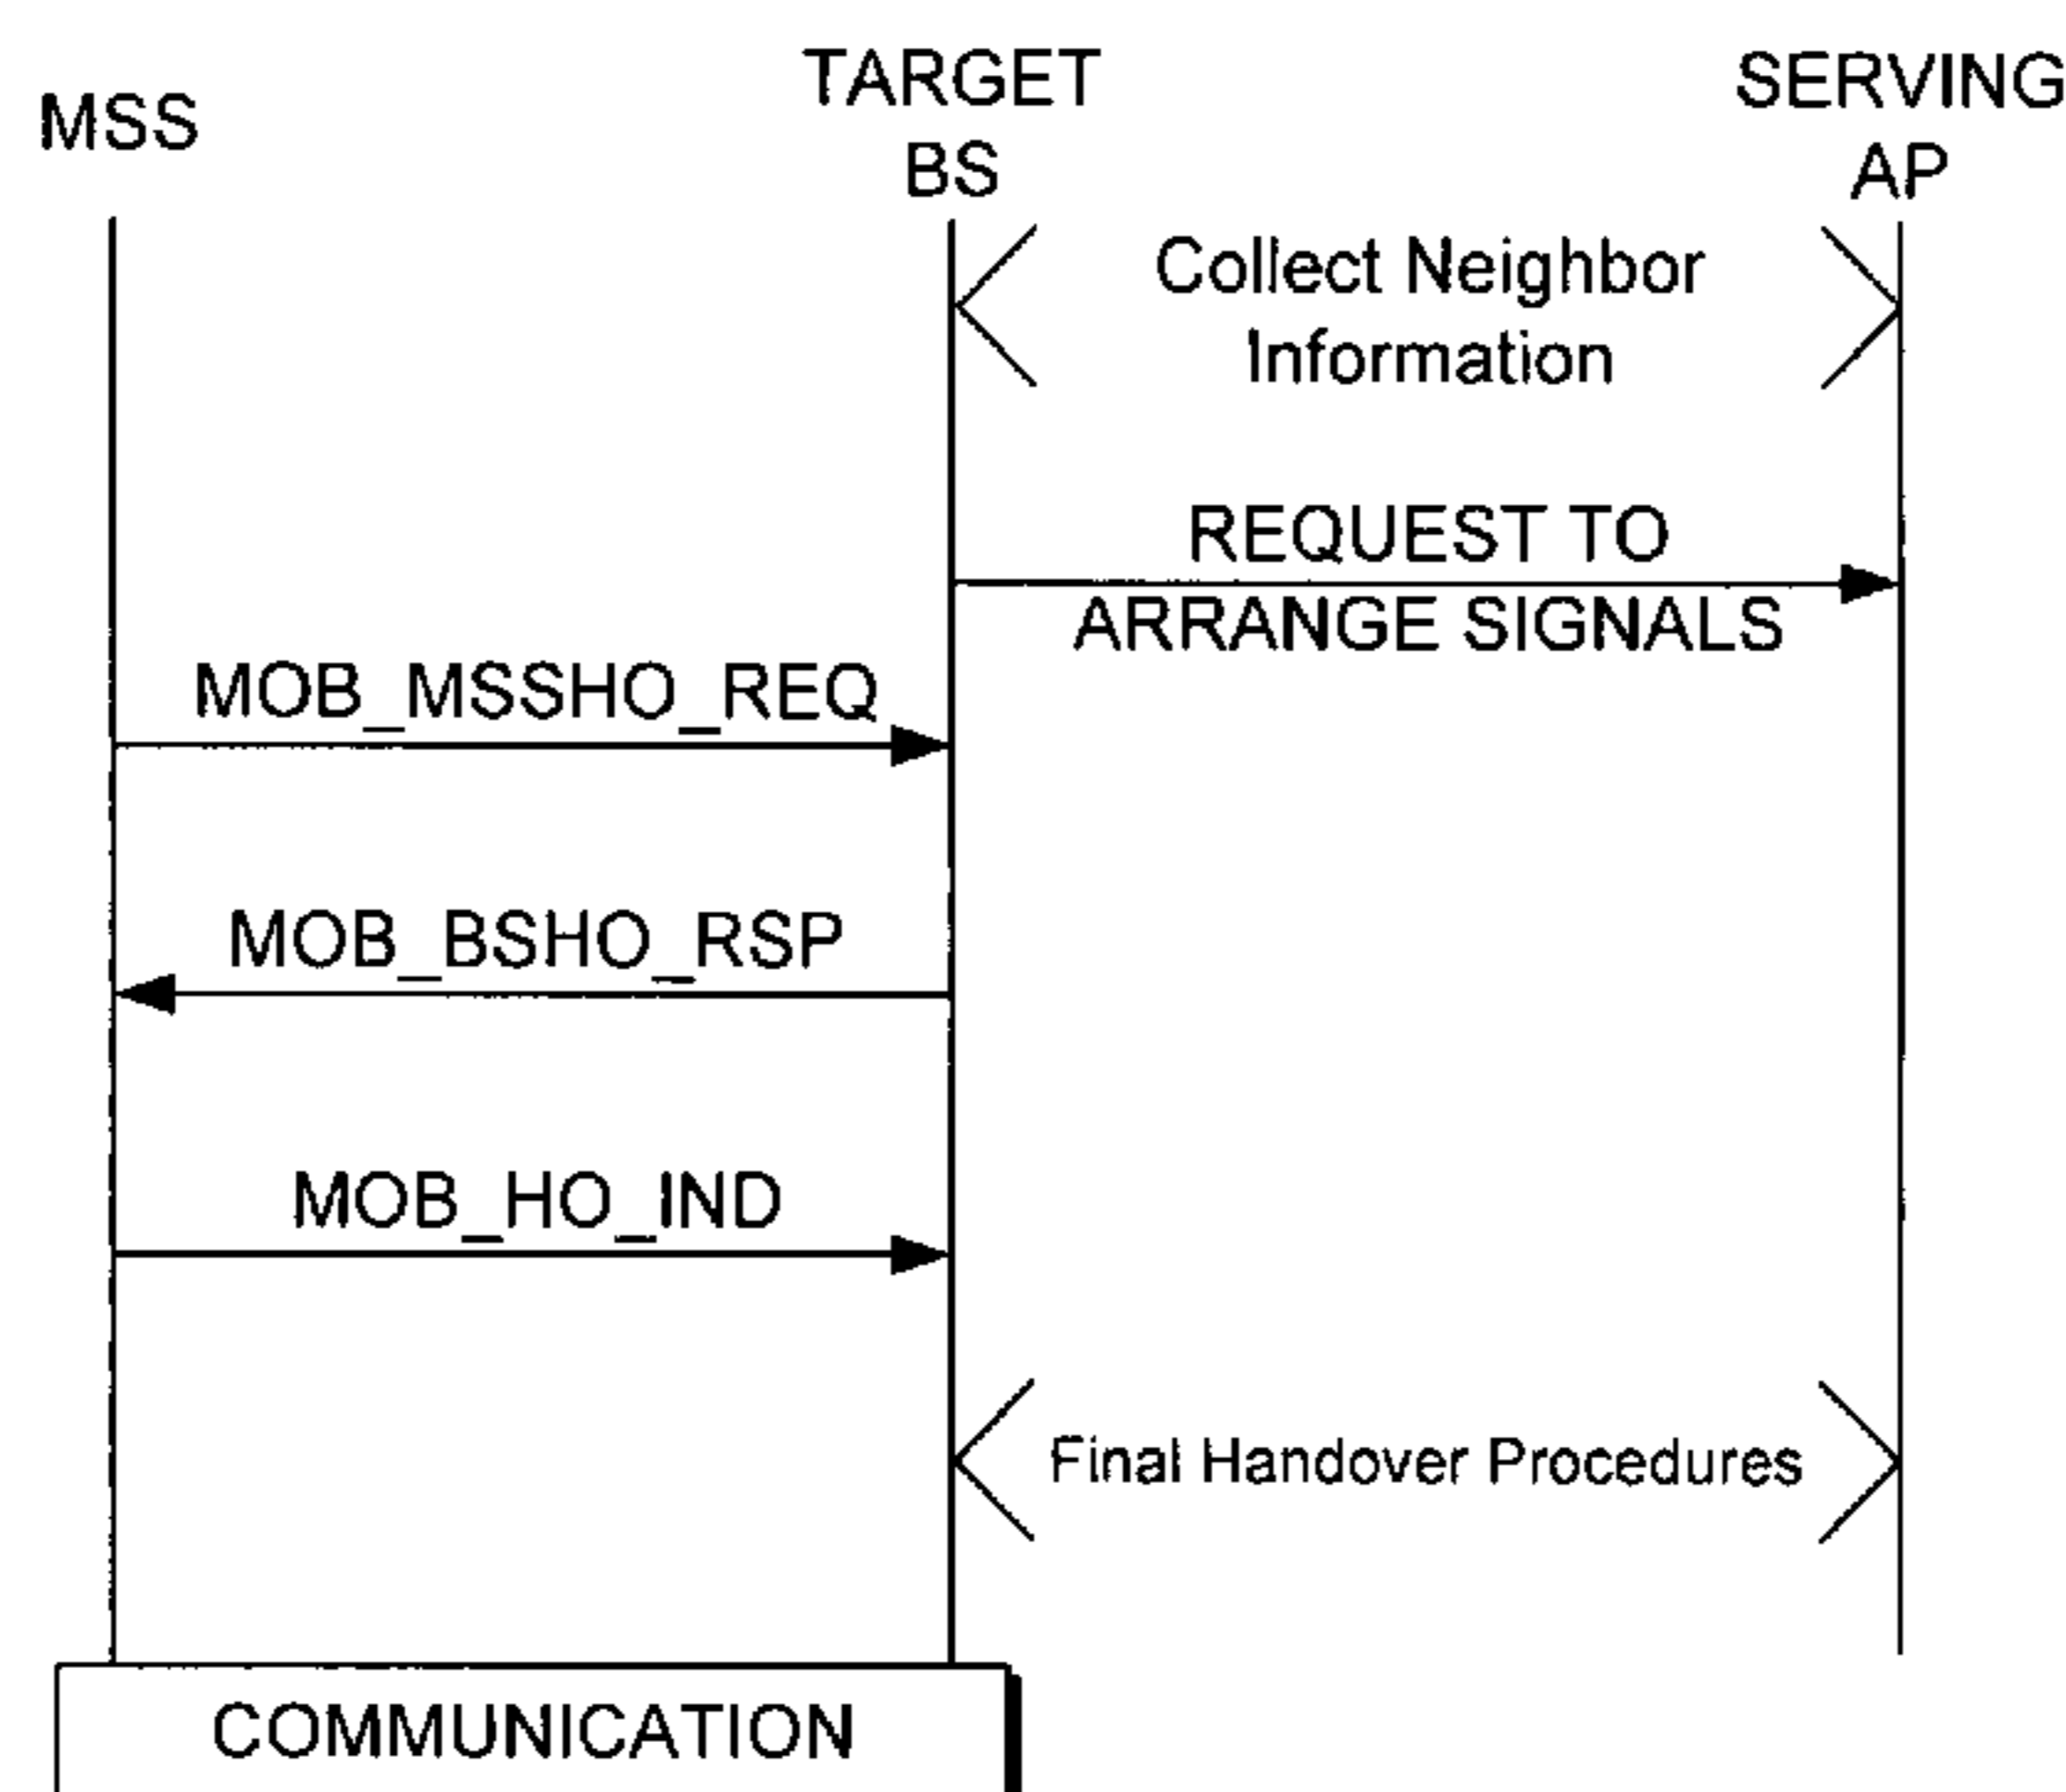 MSS
TARGET
BS
SERVING
AP
Collect Neighbor
Information
REQUEST TO
ARRANGE SIGNALS
MOB_MSSHO_REQ
MOB_BSHO_RSP
MOB_HO_IND
Final Handover Procedures
COMMUNICATION